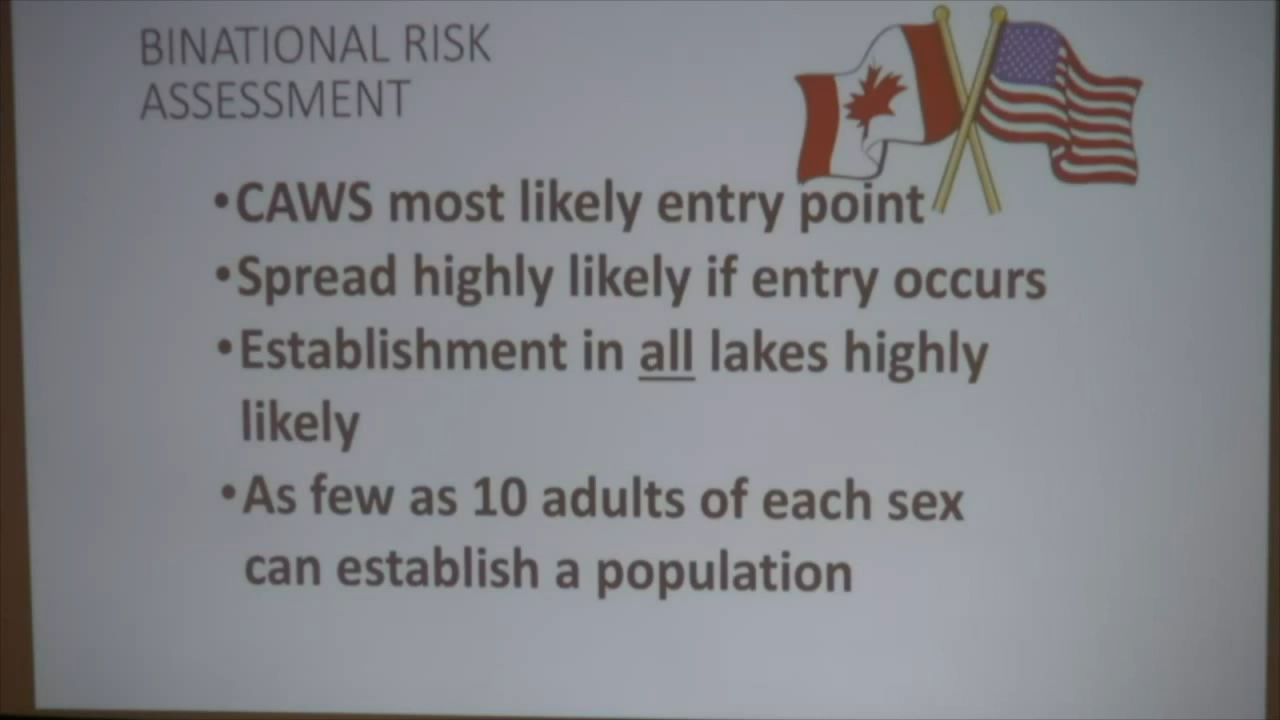 BINATIONAL RISK
ASSESSMENT
•CAWS most likely entry point
•Spread highly likely if entry occurs
•Establishment in all lakes highly
likely
•As few as 10 adults of each sex
can establish a population